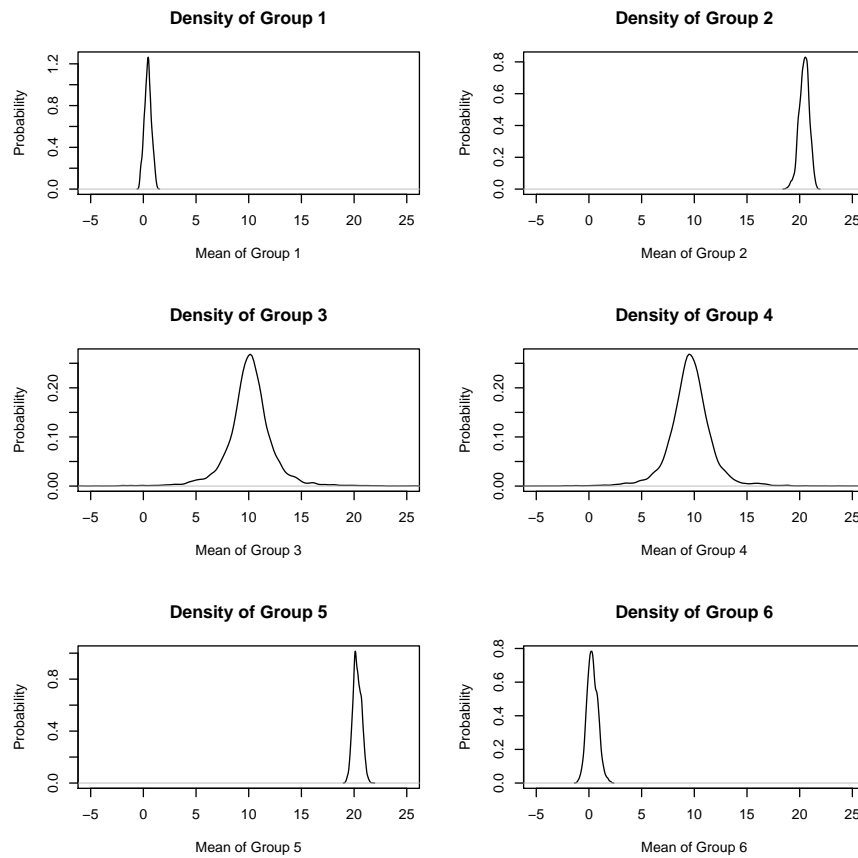 Density of Group 1
Probability
0.0 0.4 0.8 1.2
−5 0 5 10 15 20 25
Mean of Group 1
Density of Group 2
Probability
0.0 0.2 0.4 0.6 0.8
−5 0 5 10 15 20 25
Mean of Group 2
Density of Group 3
Probability
0.00 0.10 0.20
−5 0 5 10 15 20 25
Mean of Group 3
Density of Group 4
Probability
0.00 0.10 0.20
−5 0 5 10 15 20 25
Mean of Group 4
Density of Group 5
Probability
0.0 0.4 0.8
−5 0 5 10 15 20 25
Mean of Group 5
Density of Group 6
Probability
0.0 0.2 0.4 0.6 0.8
−5 0 5 10 15 20 25
Mean of Group 6